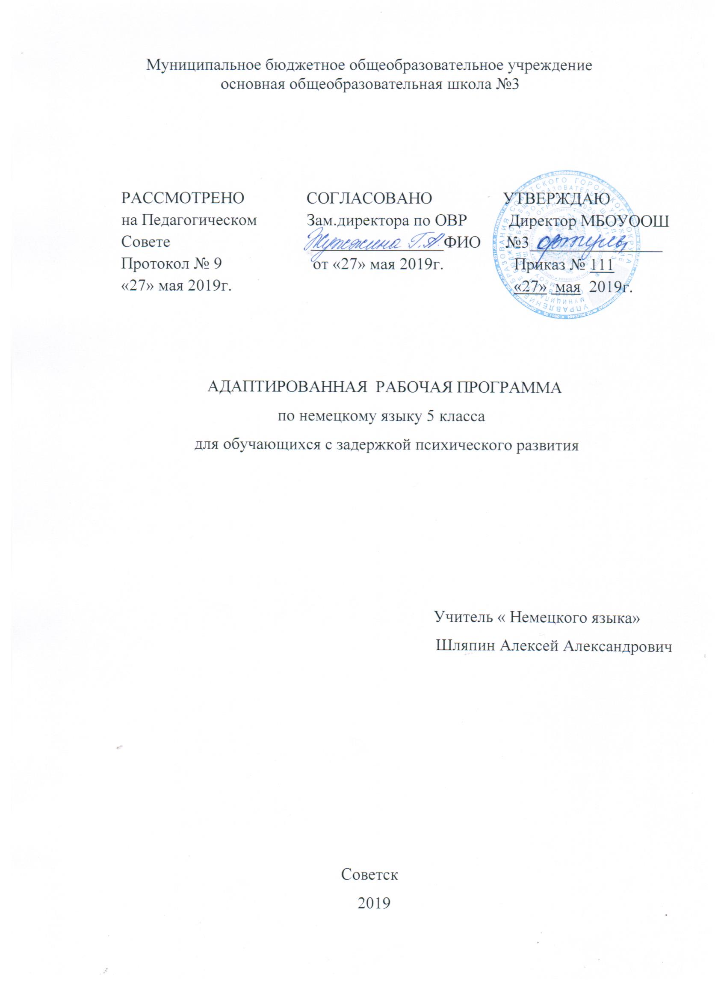 Муниципальное бюджетное общеобразовательное учреждение
основная общеобразовательная школа №3
РАССМОТРЕНО
на Педагогическом
Совете
Протокол № 9
«27» мая 2019г.
СОГЛАСОВАНО
Зам.директора по ОВР
Г.А. ФИО
от «27» мая 2019г.
УТВЕРЖДАЮ
Директор МБОУООШ
№3
Приказ № 111
«27» мая 2019г.
АДАПТИРОВАННАЯ РАБОЧАЯ ПРОГРАММА
по немецкому языку 5 класса
для обучающихся с задержкой психического развития
Учитель « Немецкого языка»
Шляпин Алексей Александрович
Советск
2019